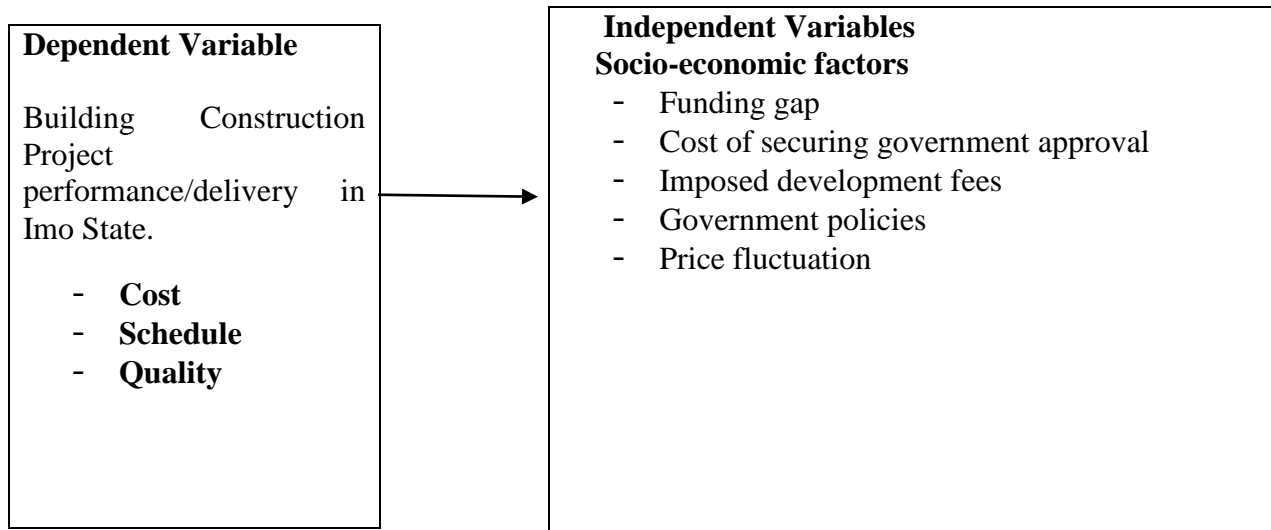 Dependent Variable
Building Construction
Project
performance/delivery in
Imo State.
- Cost
- Schedule
- Quality
Independent Variables
Socio-economic factors
- Funding gap
- Cost of securing government approval
- Imposed development fees
- Government policies
- Price fluctuation